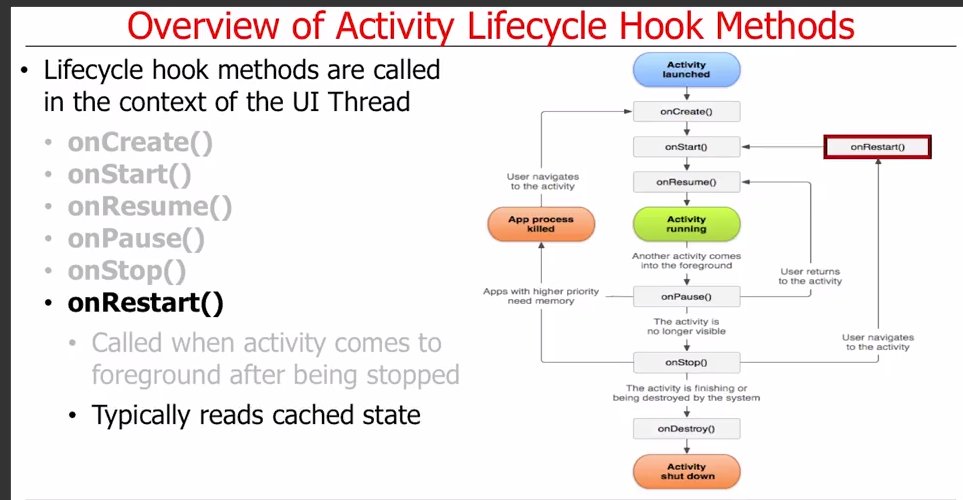 Overview of Activity Lifecycle Hook Methods
• Lifecycle hook methods are called
in the context of the UI Thread
• onCreate()
• onStart()
• onResume()
• onPause()
• onStop()
• onRestart()
• Called when activity comes to
foreground after being stopped
• Typically reads cached state
Activity
launched
onCreate()
onStart()
onRestart()
onResume()
User navigates
to the activity
App process
killed
Activity
running
Another activity comes
into the foreground
User returns
to the activity
Apps with higher priority
need memory
onPause()
The activity is
no longer visible
User navigates
to the activity
onStop()
The activity is finishing or
being destroyed by the system
onDestroy()
Activity
shut down